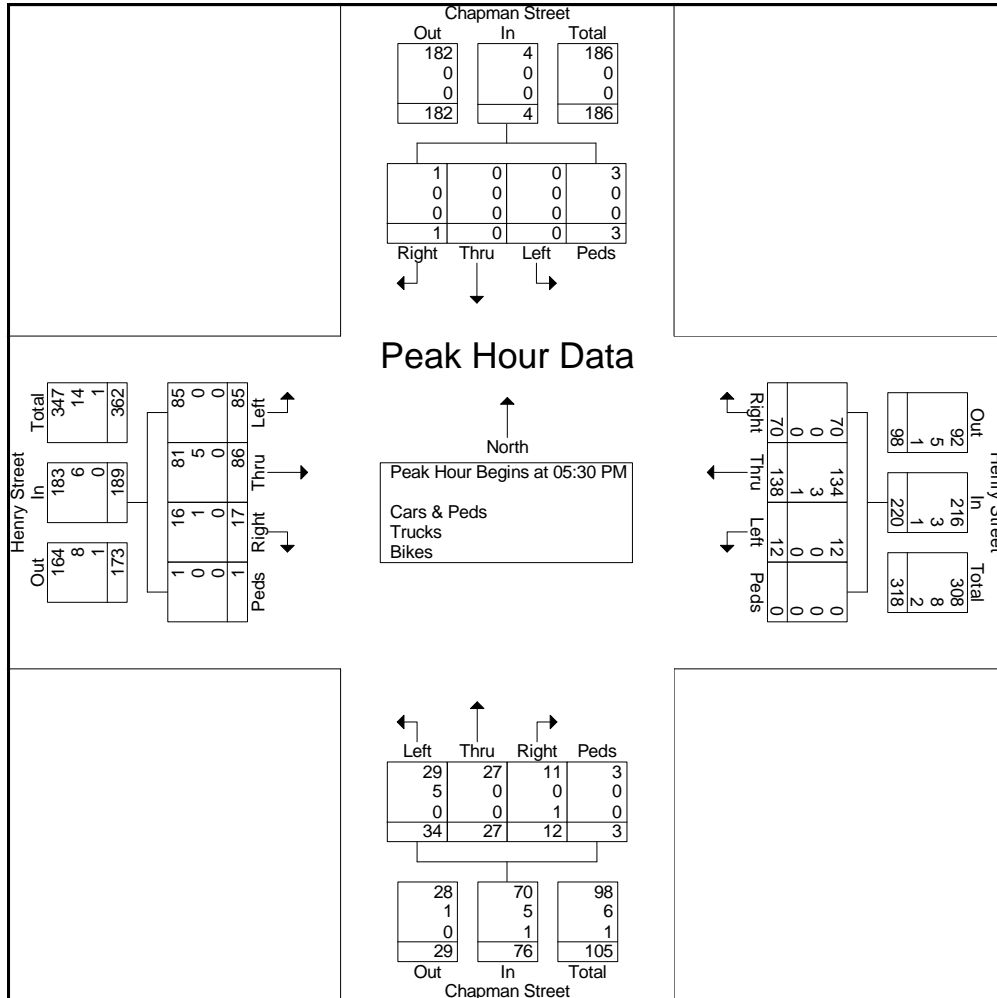 Chapman Street
Out In Total
182 4 186
0 0 0
0 0 0
182 4 186
1 0 0 3
0 0 0 0
0 0 0 0
1 0 0 3
Right Thru Left Peds
Peak Hour Data
North
Peak Hour Begins at 05:30 PM
Cars & Peds
Trucks
Bikes
Henry Street
Out In Total
164 183 347
8 6 14
1 0 1
173 189 362
1 16 81 85
0 1 5 0
0 0 0 0
1 17 86 85
Peds Right Thru Left
Henry Street
Out In Total
92 216 308
5 3 8
1 1 2
98 220 318
70 134 12 0
0 3 0 0
0 1 0 0
70 138 12 0
Right Thru Left Peds
Left Thru Right Peds
29 27 11 3
5 0 0 0
0 0 1 0
34 27 12 3
28 70 98
1 5 6
0 1 1
29 76 105
Out In Total
Chapman Street